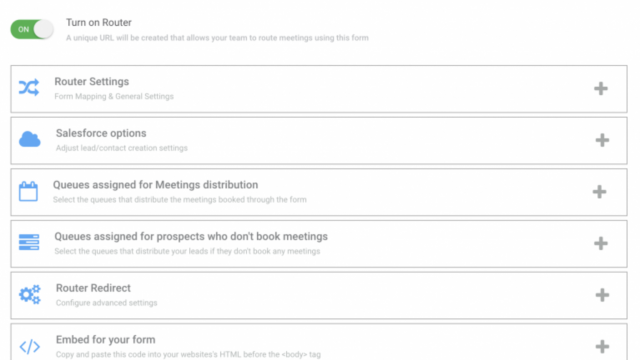 ON
Turn on Router
A unique URL will be created that allows your team to route meetings using this form
Router Settings
Form Mapping & General Settings
Salesforce options
Adjust lead/contact creation settings
Queues assigned for Meetings distribution
Select the queues that distribute the meetings booked through the form
Queues assigned for prospects who don't book meetings
Select the queues that distribute your leads if they don't book any meetings
Router Redirect
Configure advanced settings
Embed for your form
Copy and paste this code into your websites's HTML before the <body> tag